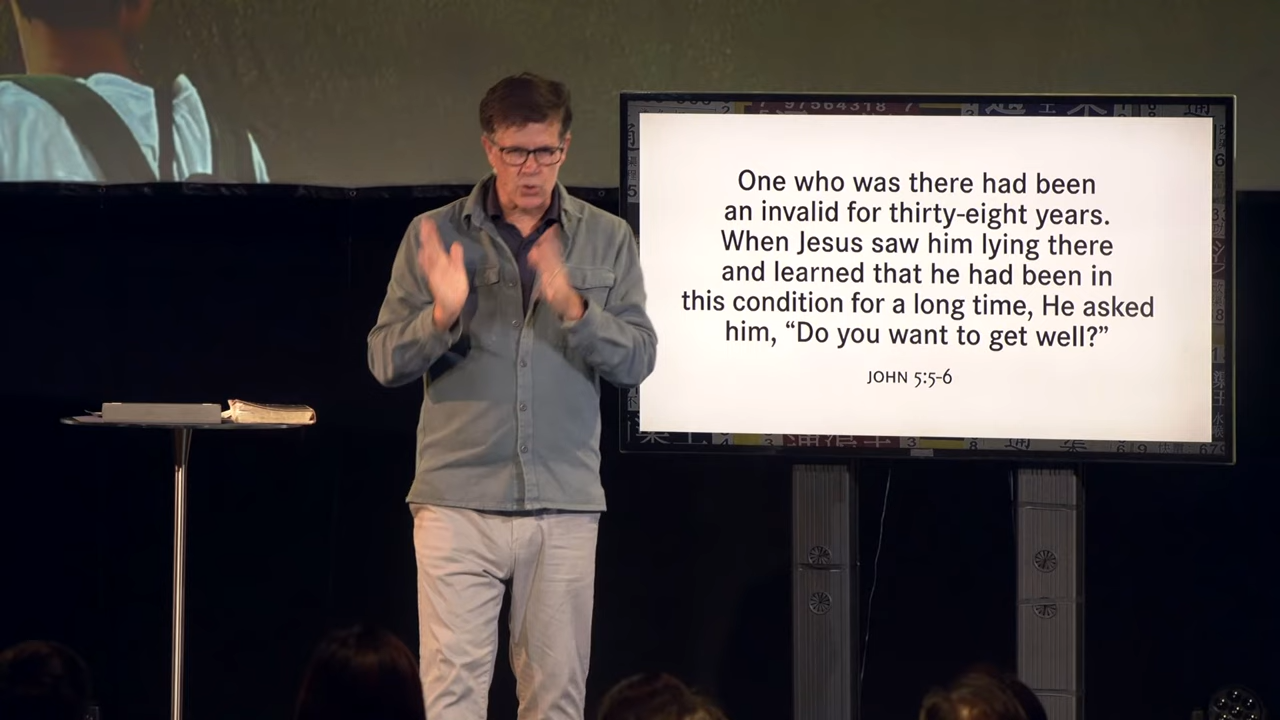 97564318 7
One who was there had been
an invalid for thirty-eight years.
When Jesus saw him lying there
and learned that he had been in
this condition for a long time, He asked
him, “Do you want to get well?”
JOHN 5:5-6